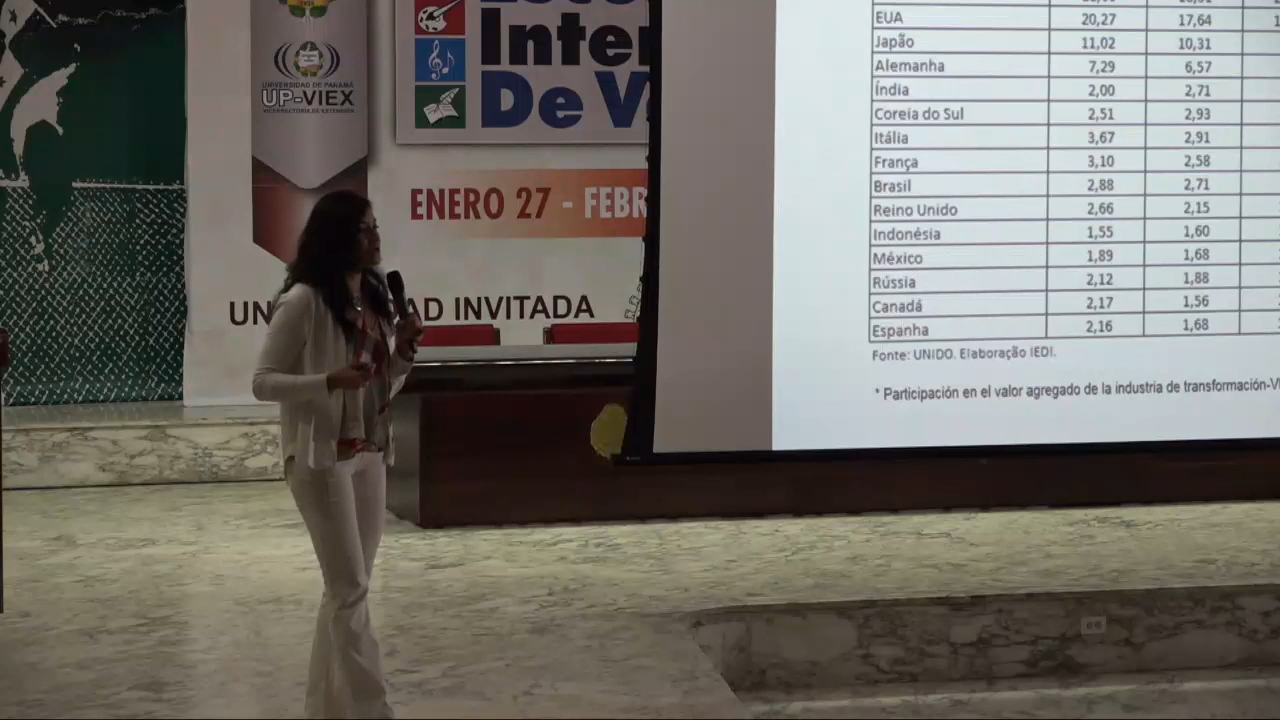 UNIVERSIDAD DE PANAMÁ
UP-VIEX
VICERRECTORÍA DE EXTENSIÓN
Inter
De V
ENERO 27 - FEBR
UN AD INVITADA
EUA 20,27 17,64 1
Japão 11,02 10,31
Alemanha 7,29 6,57
Índia 2,00 2,71
Coreia do Sul 2,51 2,93
Itália 3,67 2,91
França 3,10 2,58
Brasil 2,88 2,71
Reino Unido 2,66 2,15
Indonésia 1,55 1,60
México 1,89 1,68
Rússia 2,12 1,88
Canadá 2,17 1,56
Espanha 2,16 1,68
Fonte: UNIDO. Elaboração IEDI.
* Participación en el valor agregado de la industria de transformación-V